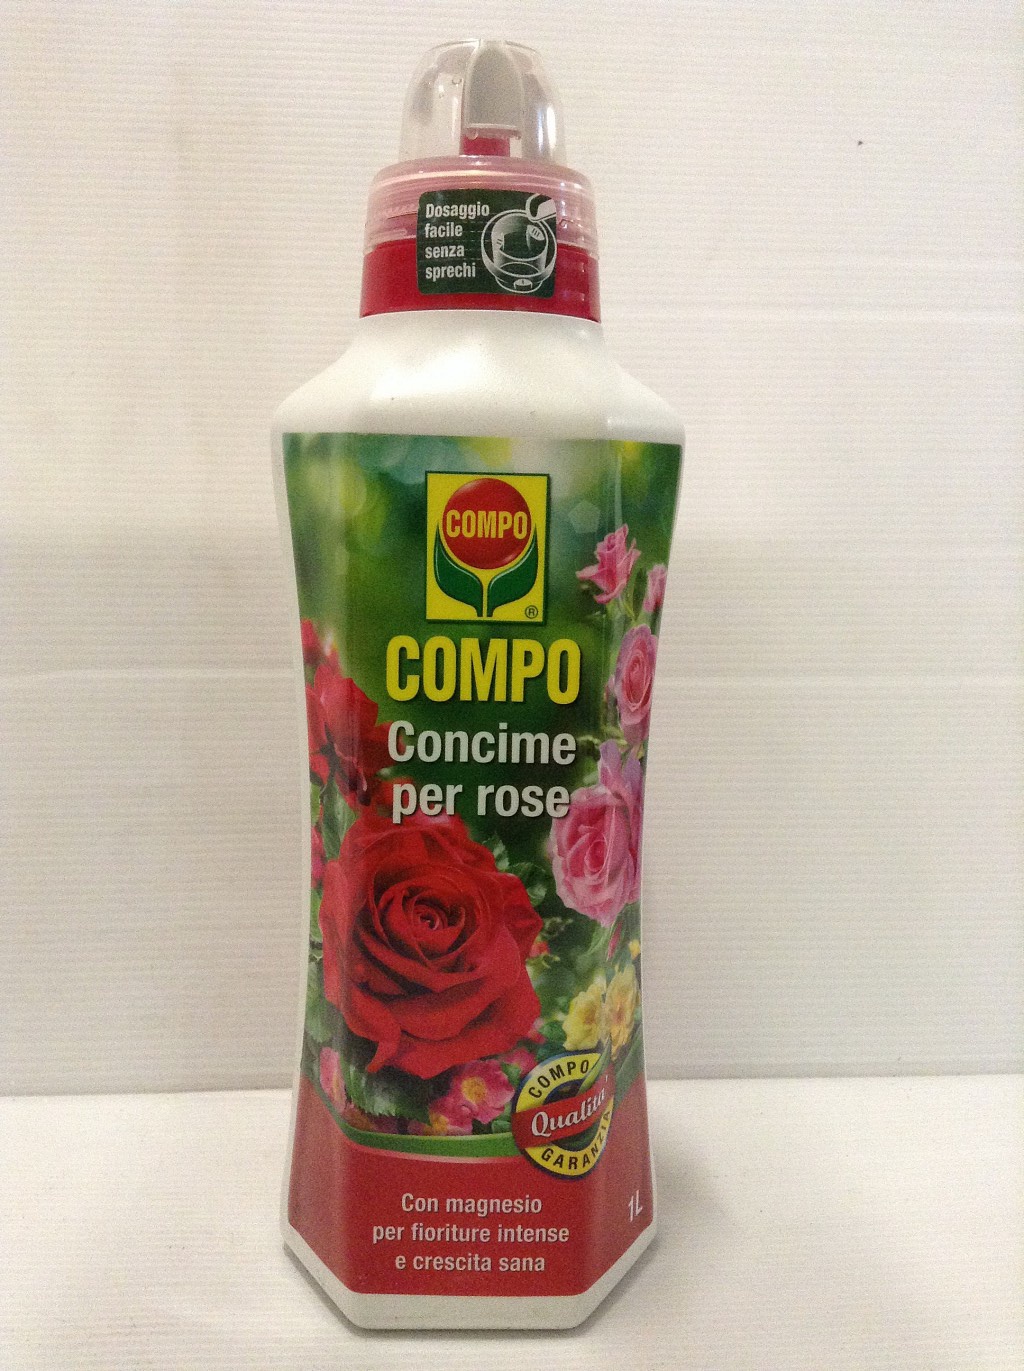 Dosaggio
facile
senza
sprechi
COMPO
®
COMPO
Concime
per rose
COMPO
Qualità
GARANZIA
1L
Con magnesio
per fioriture intense
e crescita sana